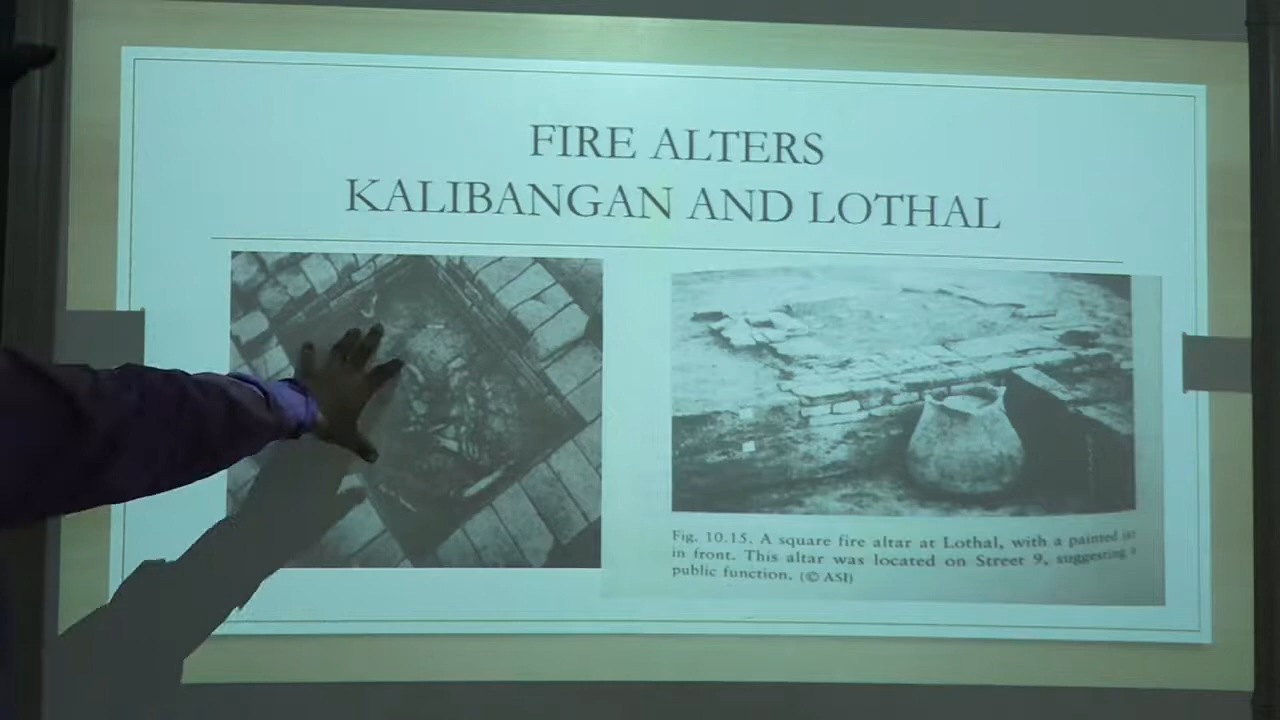 FIRE ALTERS
KALIBANGAN AND LOTHAL
Fig. 10.15. A square fire altar at Lothal, with a painted jar
in front. This altar was located on Street 9, suggesting a
public function. (© ASI)